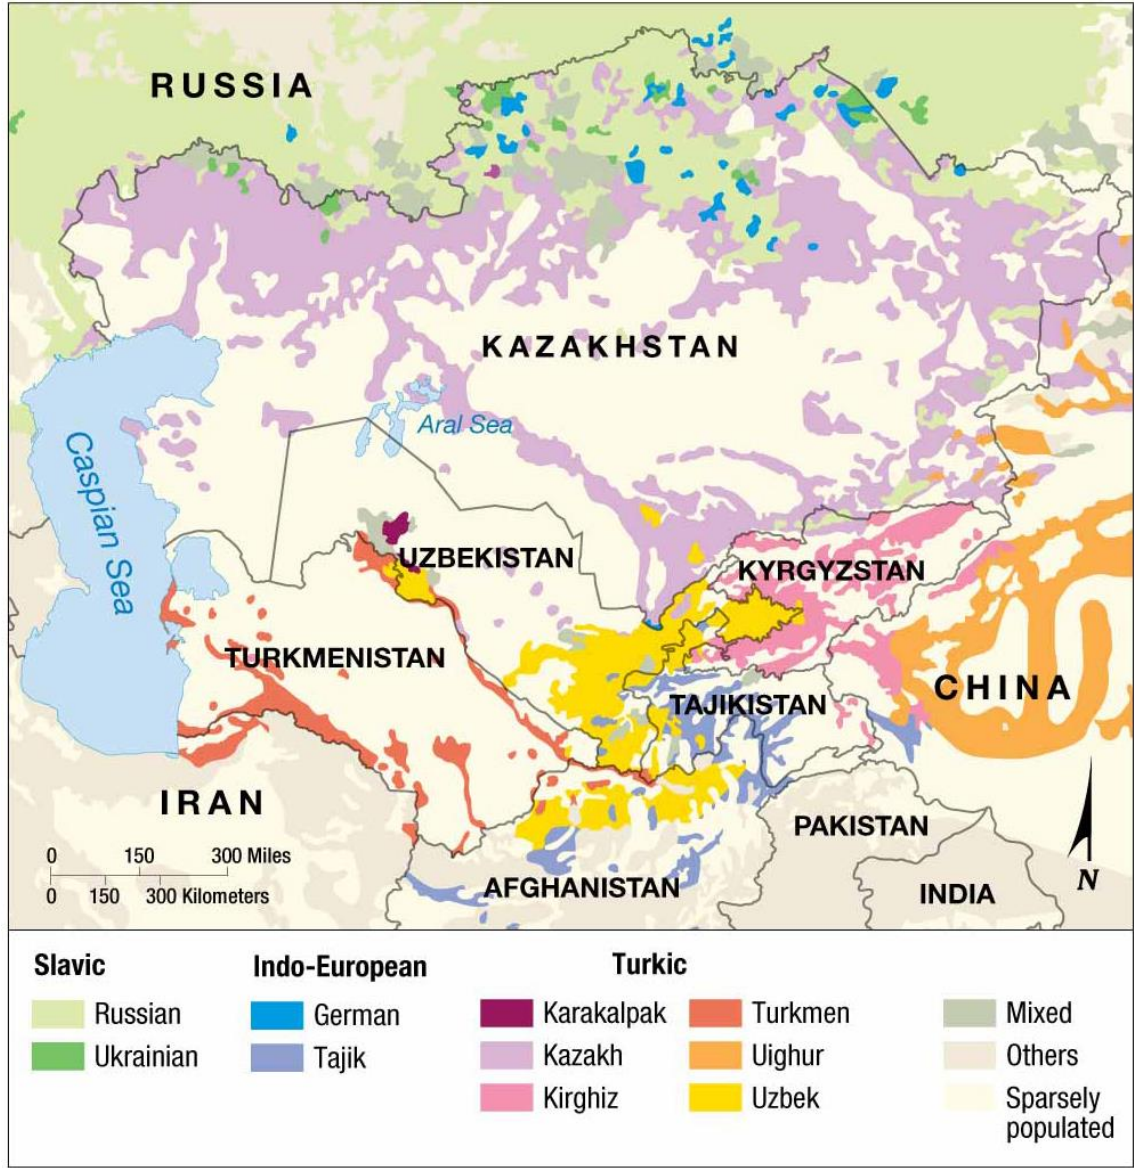 RUSSIA
KAZAKHSTAN
Aral Sea
Caspian Sea
UZBEKISTAN
KYRGYZSTAN
TURKMENISTAN
TAJIKISTAN
CHINA
IRAN
PAKISTAN
AFGHANISTAN
INDIA
0 150 300 Miles
0 150 300 Kilometers
N
Slavic
Russian
Ukrainian
Indo-European
German
Tajik
Turkic
Karakalpak
Kazakh
Kirghiz
Turkmen
Uighur
Uzbek
Mixed
Others
Sparsely
populated